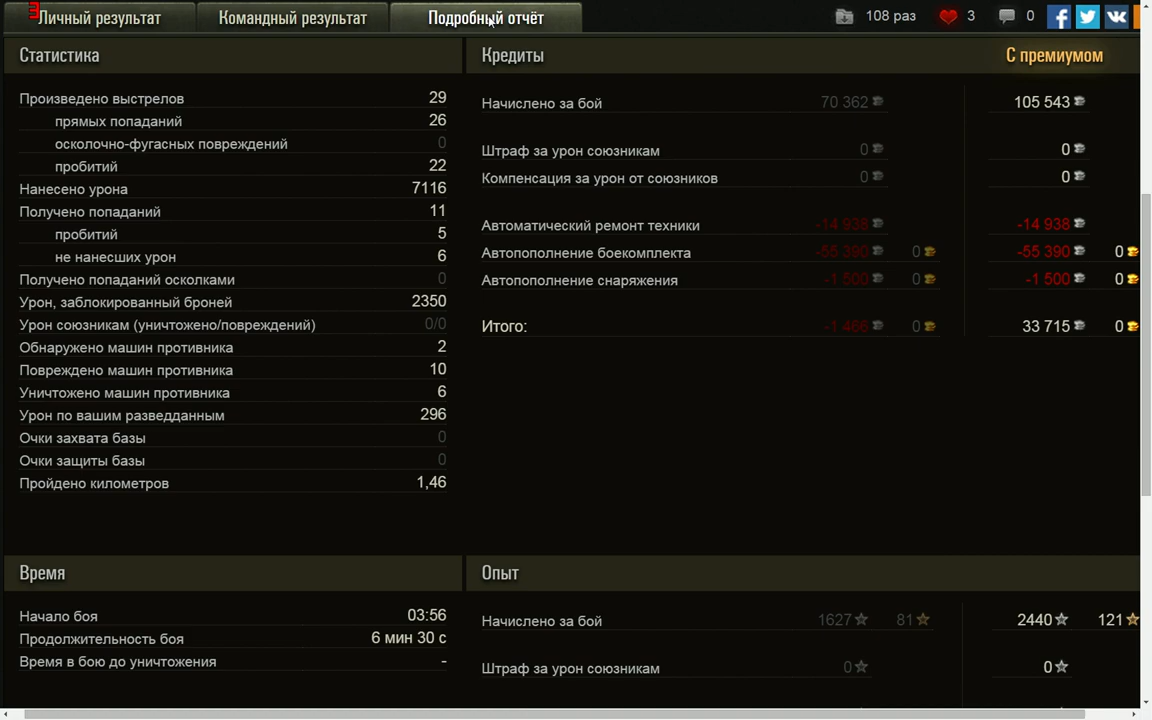 3
Личный результат
Командный результат
Подробный отчёт
108 раз
3
0
Статистика
Произведено выстрелов 29
прямых попаданий 26
осколочно-фугасных повреждений 0
пробитий 22
Нанесено урона 7116
Получено попаданий 11
пробитий 5
не нанесших урон 6
Получено попаданий осколками 0
Урон, заблокированный броней 2350
Урон союзникам (уничтожено/повреждений) 0/0
Обнаружено машин противника 2
Повреждено машин противника 10
Уничтожено машин противника 6
Урон по вашим разведданным 296
Очки захвата базы 0
Очки защиты базы 0
Пройдено километров 1,46
Кредиты С премиумом
Начислено за бой 70 362 105 543
Штраф за урон союзникам 0 0
Компенсация за урон от союзников 0 0
Автоматический ремонт техники -14 938 -14 938
Автопополнение боекомплекта -55 390 0 -55 390 0
Автопополнение снаряжения -1 500 0 -1 500 0
Итого: -1 466 0 33 715 0
Время
Начало боя 03:56
Продолжительность боя 6 мин 30 с
Время в бою до уничтожения -
Опыт
Начислено за бой 1627 81 2440 121
Штраф за урон союзникам 0 0